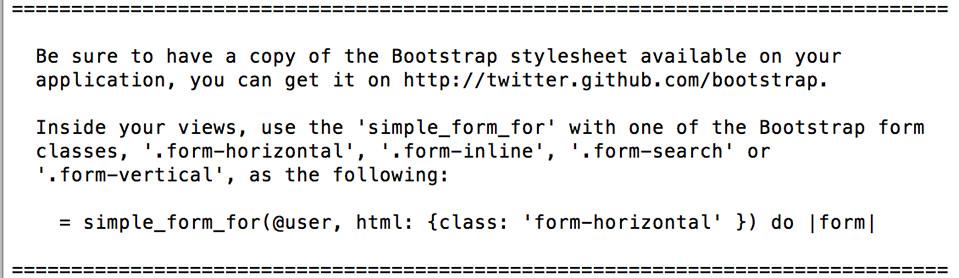 ===============================================================================
Be sure to have a copy of the Bootstrap stylesheet available on your
application, you can get it on http://twitter.github.com/bootstrap.
Inside your views, use the 'simple_form_for' with one of the Bootstrap form
classes, '.form-horizontal', '.form-inline', '.form-search' or
'.form-vertical', as the following:
= simple_form_for(@user, html: {class: 'form-horizontal' }) do |form|
===============================================================================